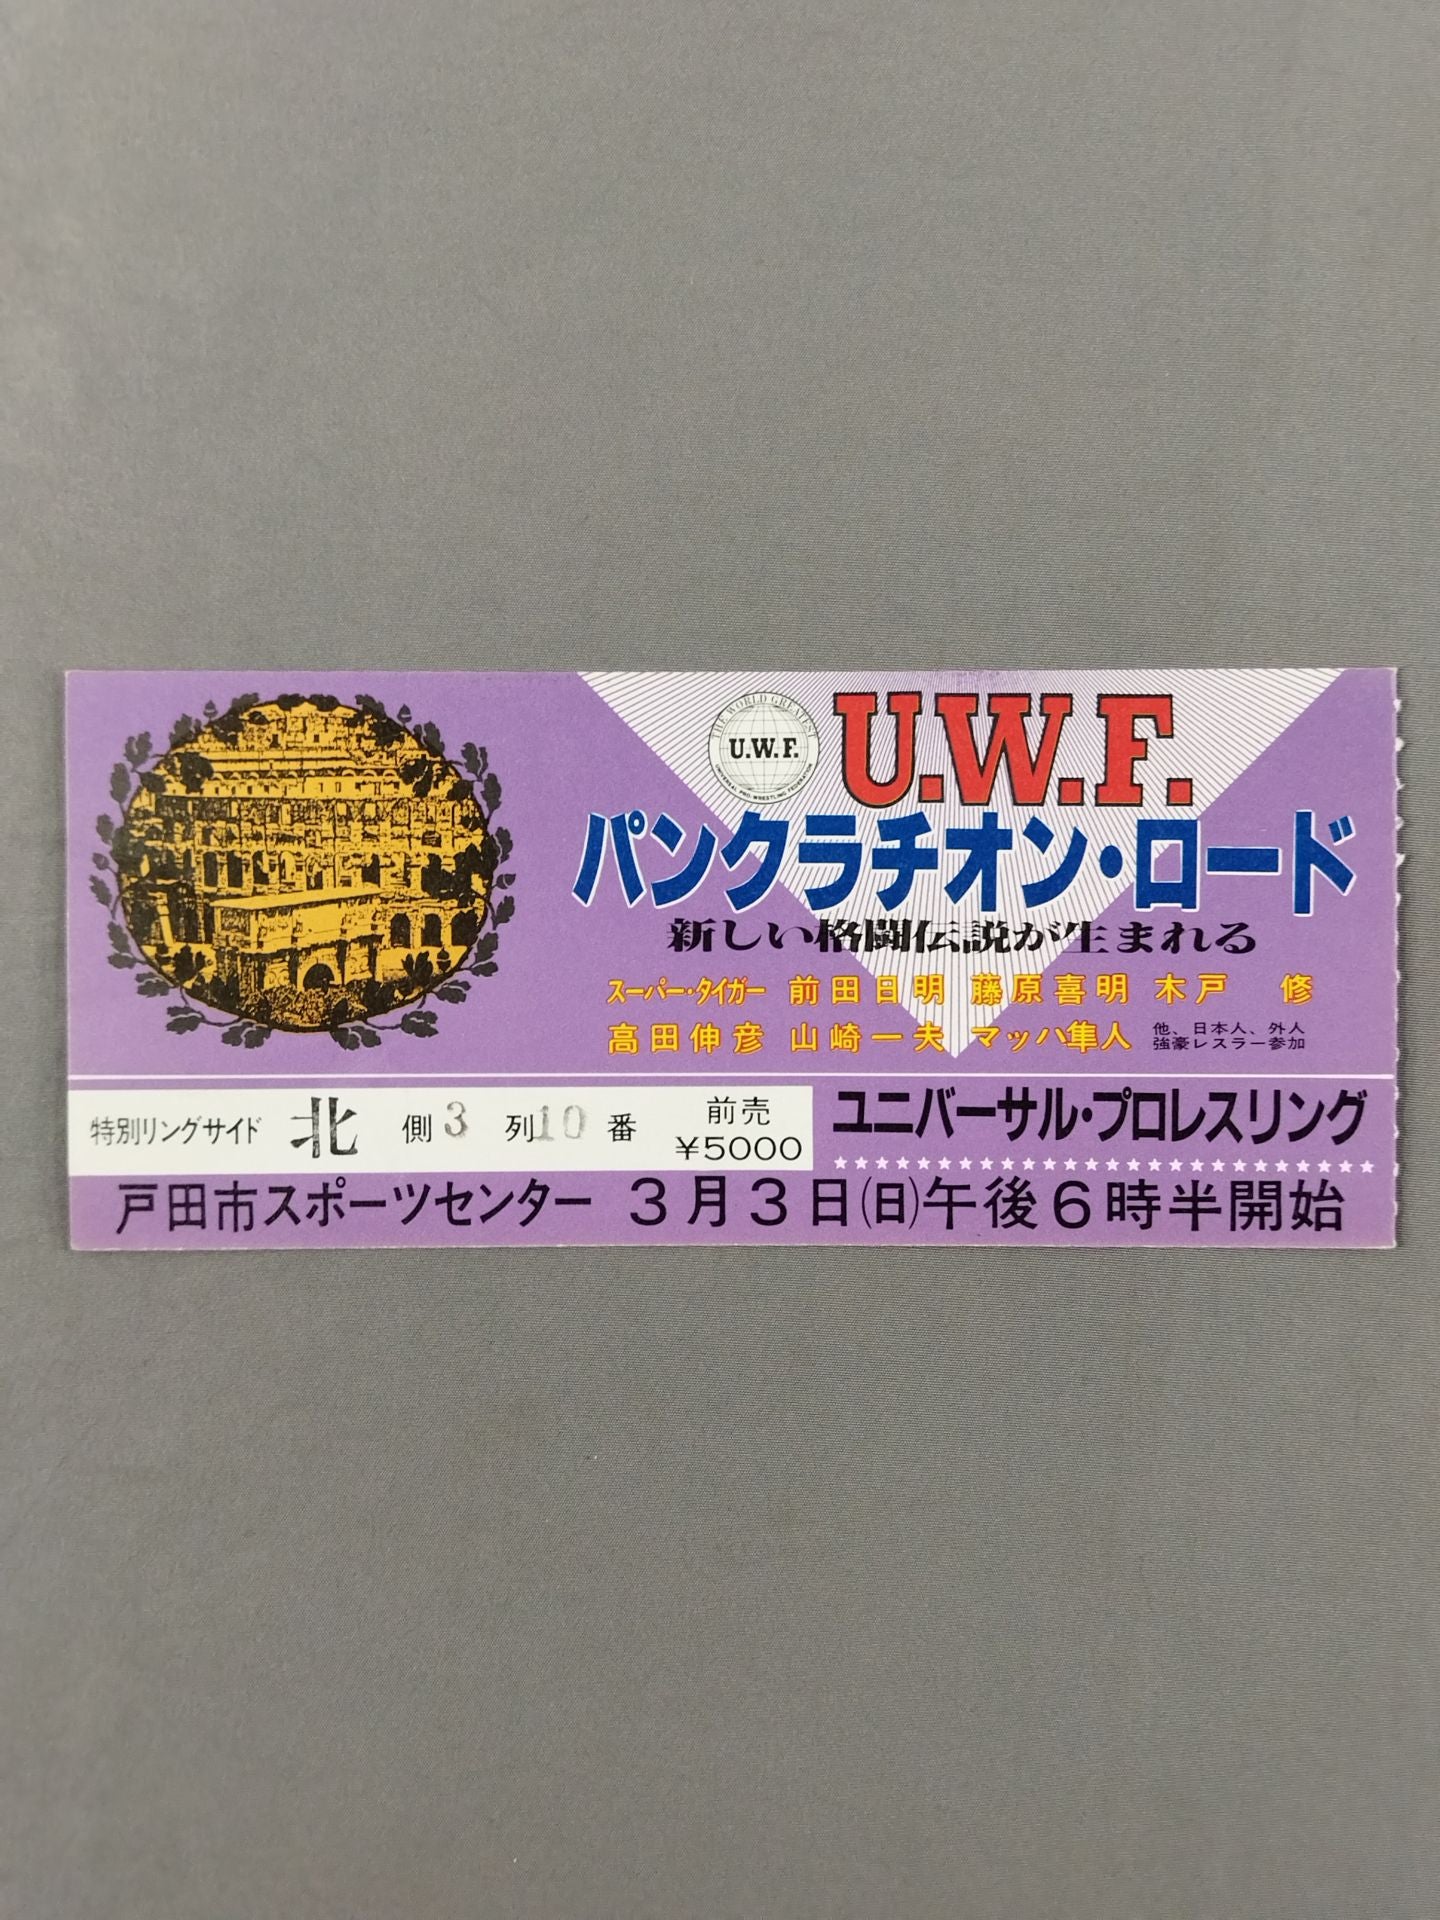 THE WORLD GREATEST
U.W.F.
UNIVERSAL PRO-WRESTLING FEDERATION
U.W.F.
パンクラチオン・ロード
新しい格闘伝説が生まれる
スーパー・タイガー 前田日明 藤原喜明 木戸 修
高田伸彦 山崎一夫 マッハ隼人 他、日本人、外人
強豪レスラー参加
特別リングサイド 北 側 3 列 10 番 前売
¥5000
ユニバーサル・プロレスリング
戸田市スポーツセンター 3月3日(日)午後6時半開始